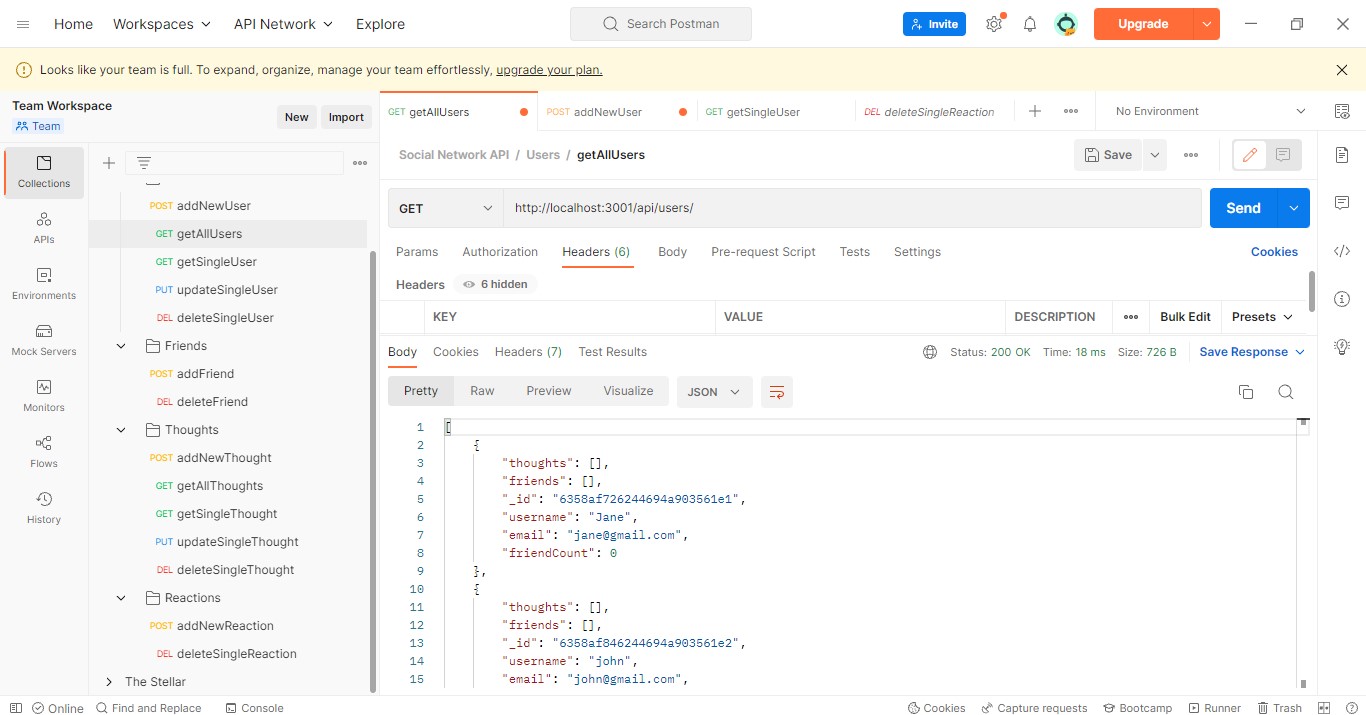 Home Workspaces API Network Explore Search Postman Invite Upgrade
Looks like your team is full. To expand, organize, manage your team effortlessly, upgrade your plan.
Team Workspace
Team
New Import
Collections
APIs
Environments
Mock Servers
Monitors
Flows
History
POST addNewUser
GET getAllUsers
GET getSingleUser
PUT updateSingleUser
DEL deleteSingleUser
Friends
POST addFriend
DEL deleteFriend
Thoughts
POST addNewThought
GET getAllThoughts
GET getSingleThought
PUT updateSingleThought
DEL deleteSingleThought
Reactions
POST addNewReaction
DEL deleteSingleReaction
The Stellar
GET getAllUsers POST addNewUser GET getSingleUser DEL deleteSingleReaction No Environment
Social Network API / Users / getAllUsers Save
GET http://localhost:3001/api/users/ Send
Params Authorization Headers (6) Body Pre-request Script Tests Settings Cookies
Headers 6 hidden
KEY VALUE DESCRIPTION Bulk Edit Presets
Body Cookies Headers (7) Test Results Status: 200 OK Time: 18 ms Size: 726 B Save Response
Pretty Raw Preview Visualize JSON
1 [
2 {
3 "thoughts": [],
4 "friends": [],
5 "_id": "6358af726244694a903561e1",
6 "username": "Jane",
7 "email": "jane@gmail.com",
8 "friendCount": 0
9 },
10 {
11 "thoughts": [],
12 "friends": [],
13 "_id": "6358af846244694a903561e2",
14 "username": "john",
15 "email": "john@gmail.com",
Online Find and Replace Console Cookies Capture requests Bootcamp Runner Trash